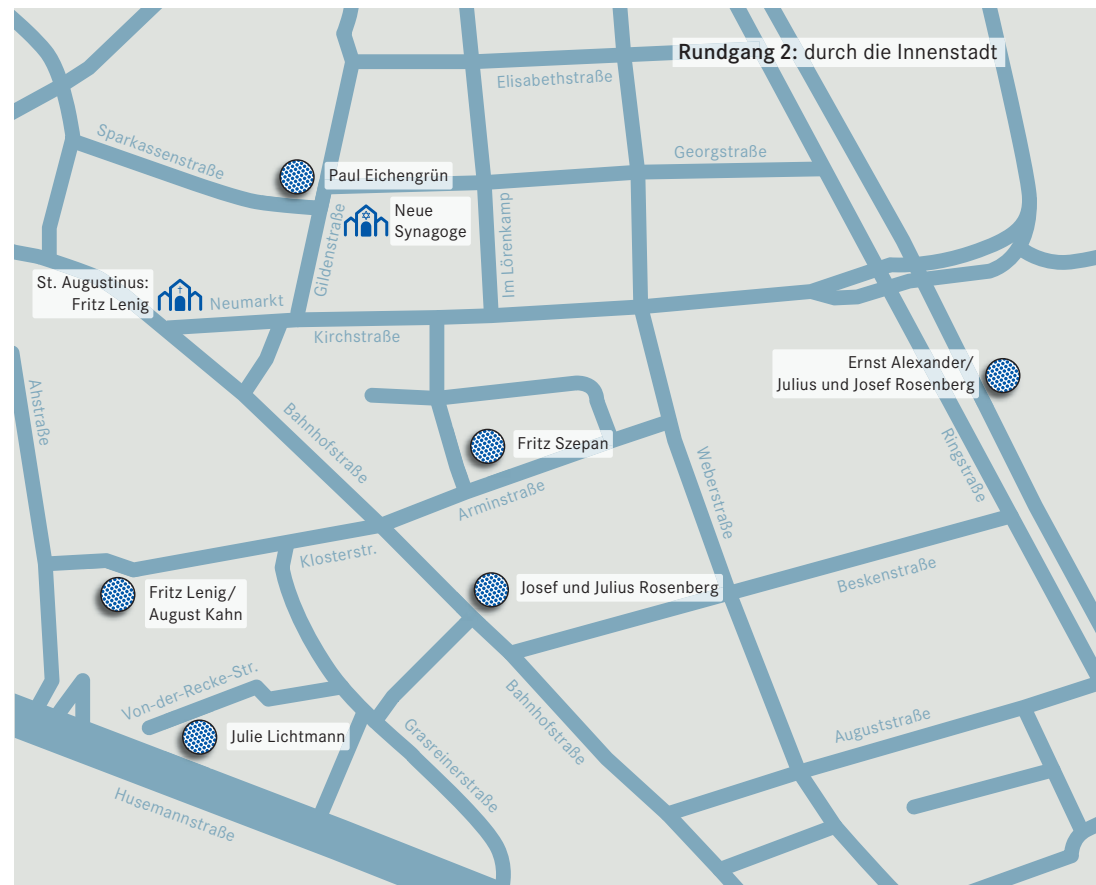 Rundgang 2: durch die Innenstadt
Elisabethstraße
Sparkassenstraße
Georgstraße
Paul Eichengrün
Neue
Synagoge
Gildenstraße
Im Lörenkamp
St. Augustinus:
Fritz Lenig
Neumarkt
Kirchstraße
Ernst Alexander/
Julius und Josef Rosenberg
Ahstraße
Bahnhofstraße
Fritz Szepan
Arminstraße
Weberstraße
Ringstraße
Klosterstr.
Beskenstraße
Fritz Lenig/
August Kahn
Josef und Julius Rosenberg
Von-der-Recke-Str.
Julie Lichtmann
Grasreinerstraße
Bahnhofstraße
Auguststraße
Husemannstraße